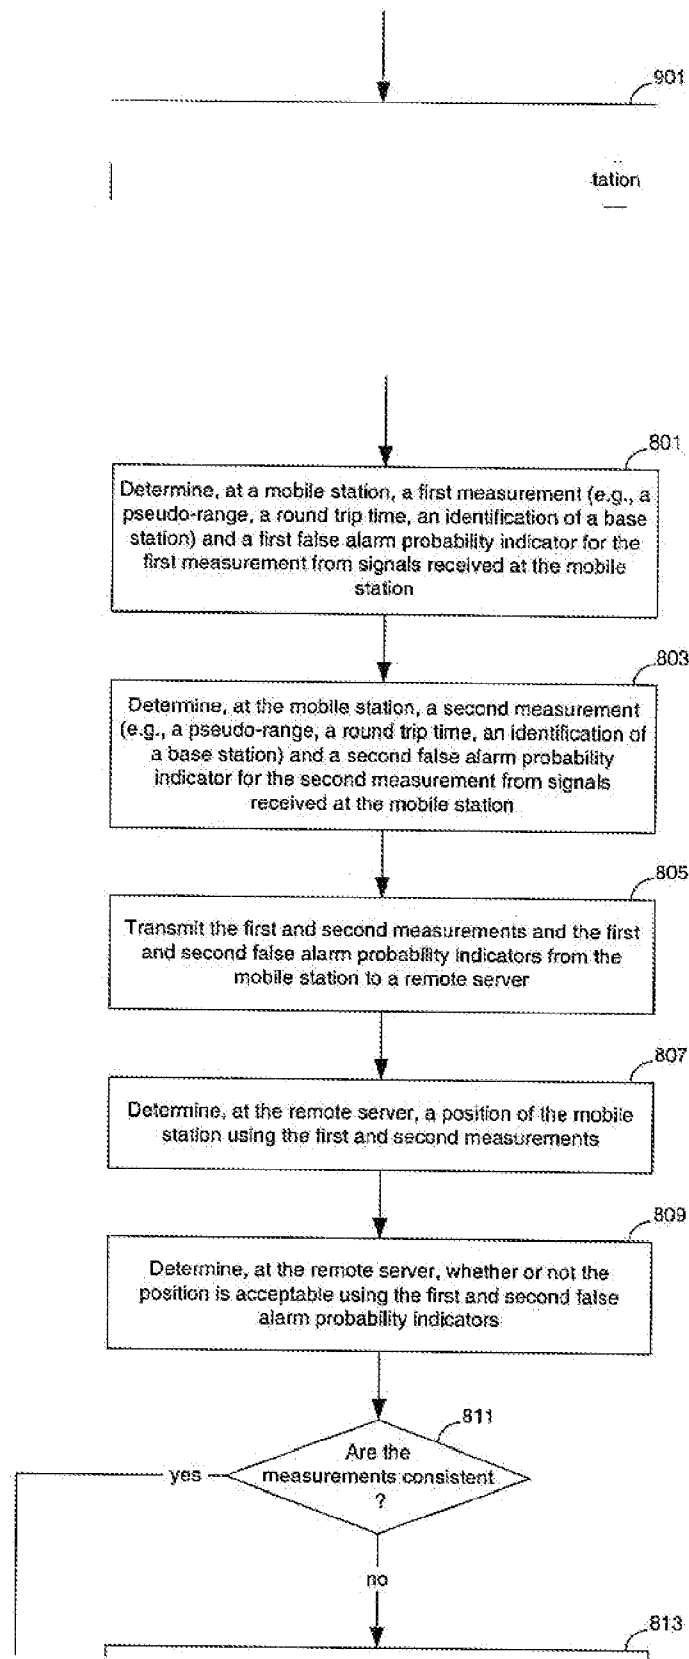 901
tation
801
Determine, at a mobile station, a first measurement (e.g., a
pseudo-range, a round trip time, an identification of a base
station) and a first false alarm probability indicator for the
first measurement from signals received at the mobile
station
803
Determine, at the mobile station, a second measurement
(e.g., a pseudo-range, a round trip time, an identification of
a base station) and a second false alarm probability
indicator for the second measurement from signals
received at the mobile station
805
Transmit the first and second measurements and the first
and second false alarm probability indicators from the
mobile station to a remote server
807
Determine, at the remote server, a position of the mobile
station using the first and second measurements
809
Determine, at the remote server, whether or not the
position is acceptable using the first and second false
alarm probability indicators
811
Are the
yes
measurements consistent
?
no
813